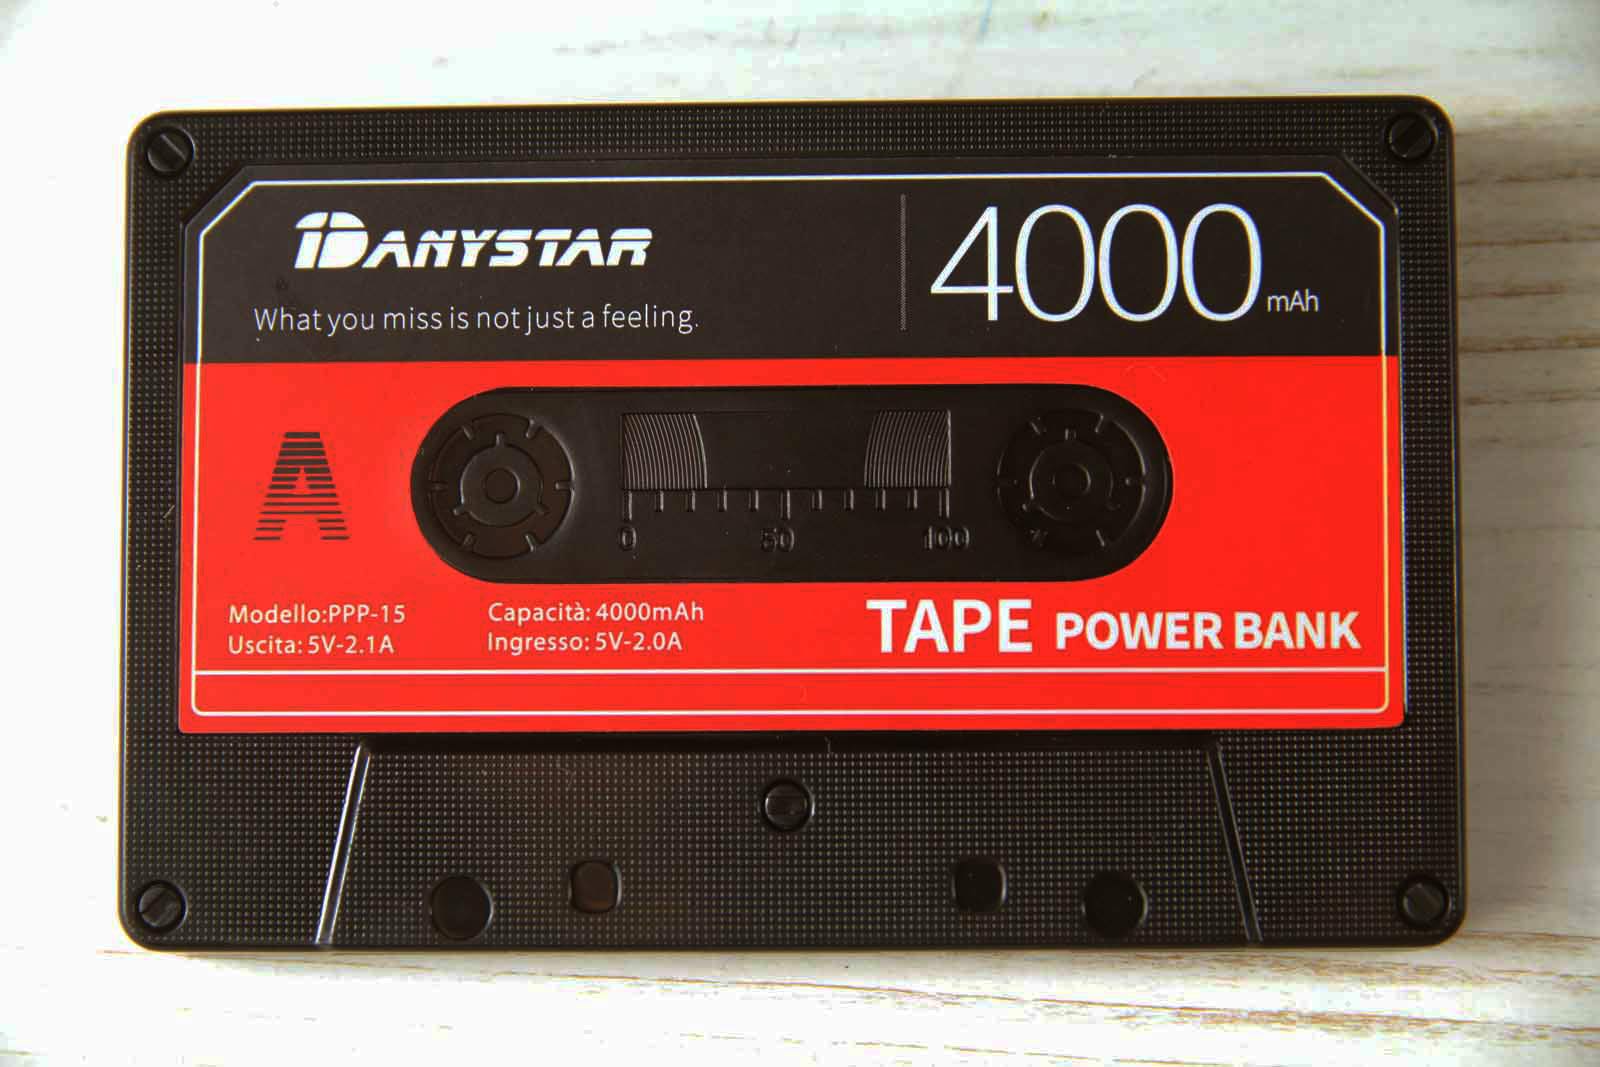 DANYSTAR
4000 mAh
What you miss is not just a feeling.
A
0 50 100
Modello:PPP-15
Capacità: 4000mAh
Uscita: 5V-2.1A
Ingresso: 5V-2.0A
TAPE POWER BANK